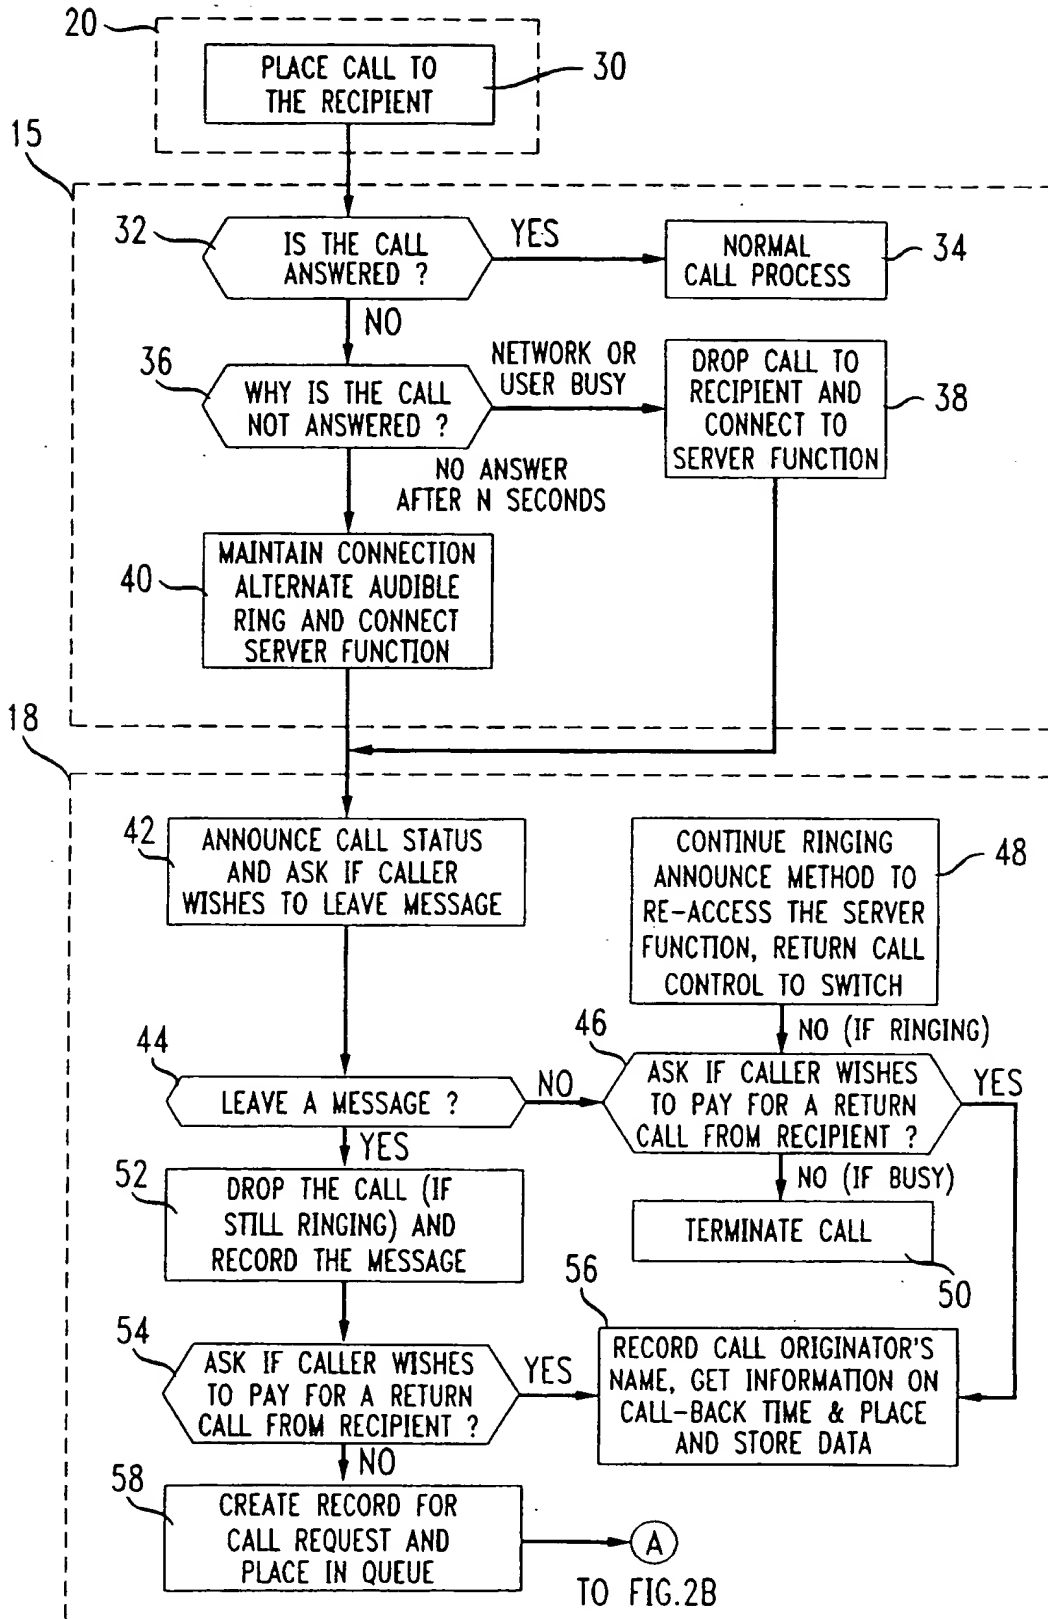 20
PLACE CALL TO
THE RECIPIENT
30
15
32
IS THE CALL
ANSWERED ?
YES
NORMAL
CALL PROCESS
34
NO
36
WHY IS THE CALL
NOT ANSWERED ?
NETWORK OR
USER BUSY
DROP CALL TO
RECIPIENT AND
CONNECT TO
SERVER FUNCTION
38
NO ANSWER
AFTER N SECONDS
40
MAINTAIN CONNECTION
ALTERNATE AUDIBLE
RING AND CONNECT
SERVER FUNCTION
18
42
ANNOUNCE CALL STATUS
AND ASK IF CALLER
WISHES TO LEAVE MESSAGE
CONTINUE RINGING
ANNOUNCE METHOD TO
RE-ACCESS THE SERVER
FUNCTION, RETURN CALL
CONTROL TO SWITCH
48
NO (IF RINGING)
44
LEAVE A MESSAGE ?
NO
46
ASK IF CALLER WISHES
TO PAY FOR A RETURN
CALL FROM RECIPIENT ?
YES
YES
NO (IF BUSY)
52
DROP THE CALL (IF
STILL RINGING) AND
RECORD THE MESSAGE
TERMINATE CALL
50
54
ASK IF CALLER WISHES
TO PAY FOR A RETURN
CALL FROM RECIPIENT ?
YES
56
RECORD CALL ORIGINATOR'S
NAME, GET INFORMATION ON
CALL-BACK TIME & PLACE
AND STORE DATA
NO
58
CREATE RECORD FOR
CALL REQUEST AND
PLACE IN QUEUE
A
TO FIG.2B